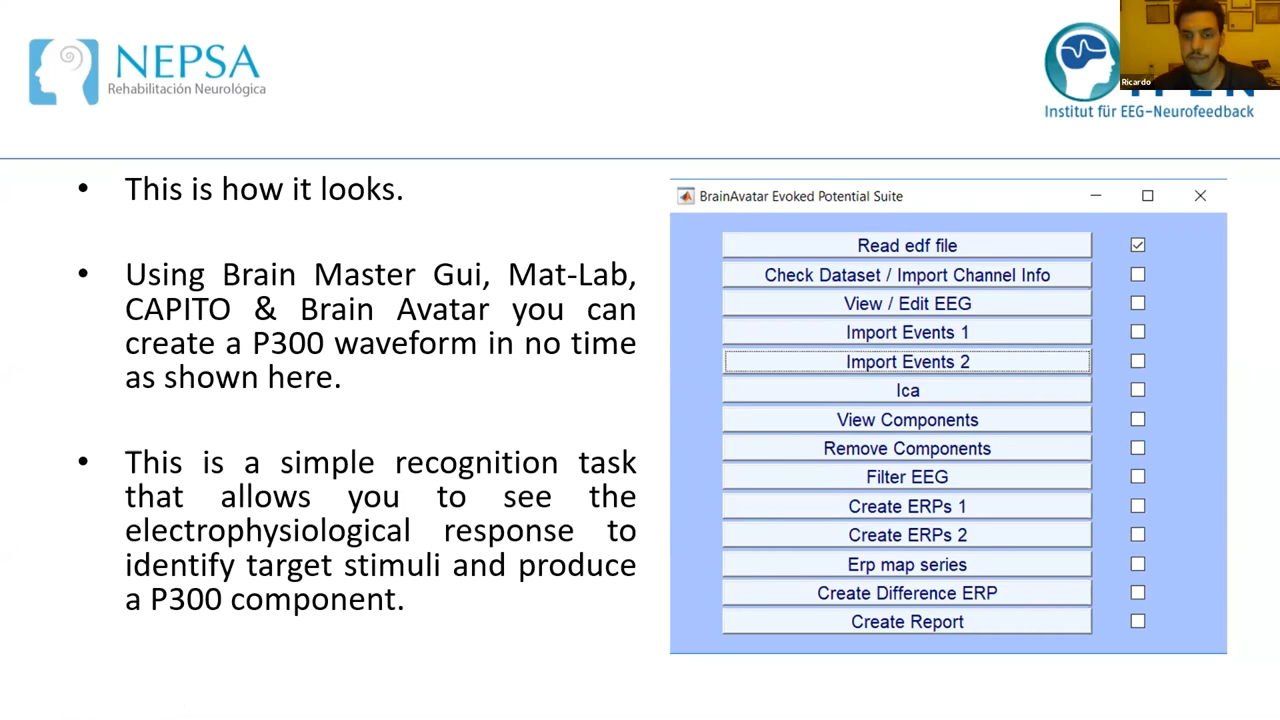 NEPSA
Rehabilitación Neurológica
Ricardo
Institut für EEG-Neurofeedback
• This is how it looks.
• Using Brain Master Gui, Mat-Lab,
CAPITO & Brain Avatar you can
create a P300 waveform in no time
as shown here.
• This is a simple recognition task
that allows you to see the
electrophysiological response to
identify target stimuli and produce
a P300 component.
BrainAvatar Evoked Potential Suite
Read edf file
Check Dataset / Import Channel Info
View / Edit EEG
Import Events 1
Import Events 2
Ica
View Components
Remove Components
Filter EEG
Create ERPs 1
Create ERPs 2
Erp map series
Create Difference ERP
Create Report